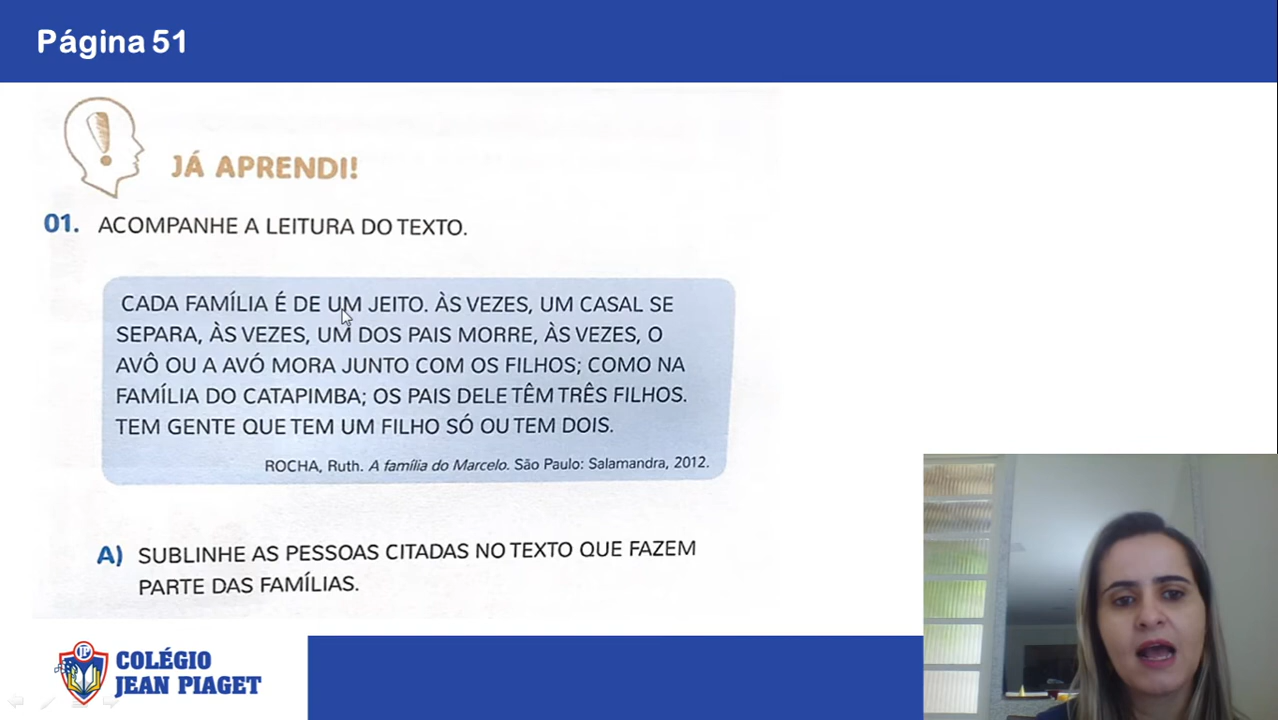 Página 51
JÁ APRENDI!
01. ACOMPANHE A LEITURA DO TEXTO.
CADA FAMÍLIA É DE UM JEITO. ÀS VEZES, UM CASAL SE
SEPARA, ÀS VEZES, UM DOS PAIS MORRE, ÀS VEZES, O
AVÔ OU A AVÓ MORA JUNTO COM OS FILHOS; COMO NA
FAMÍLIA DO CATAPIMBA; OS PAIS DELE TÊM TRÊS FILHOS.
TEM GENTE QUE TEM UM FILHO SÓ OU TEM DOIS.
ROCHA, Ruth. A família do Marcelo. São Paulo: Salamandra, 2012.
A) SUBLINHE AS PESSOAS CITADAS NO TEXTO QUE FAZEM
PARTE DAS FAMÍLIAS.
COLÉGIO
JEAN PIAGET